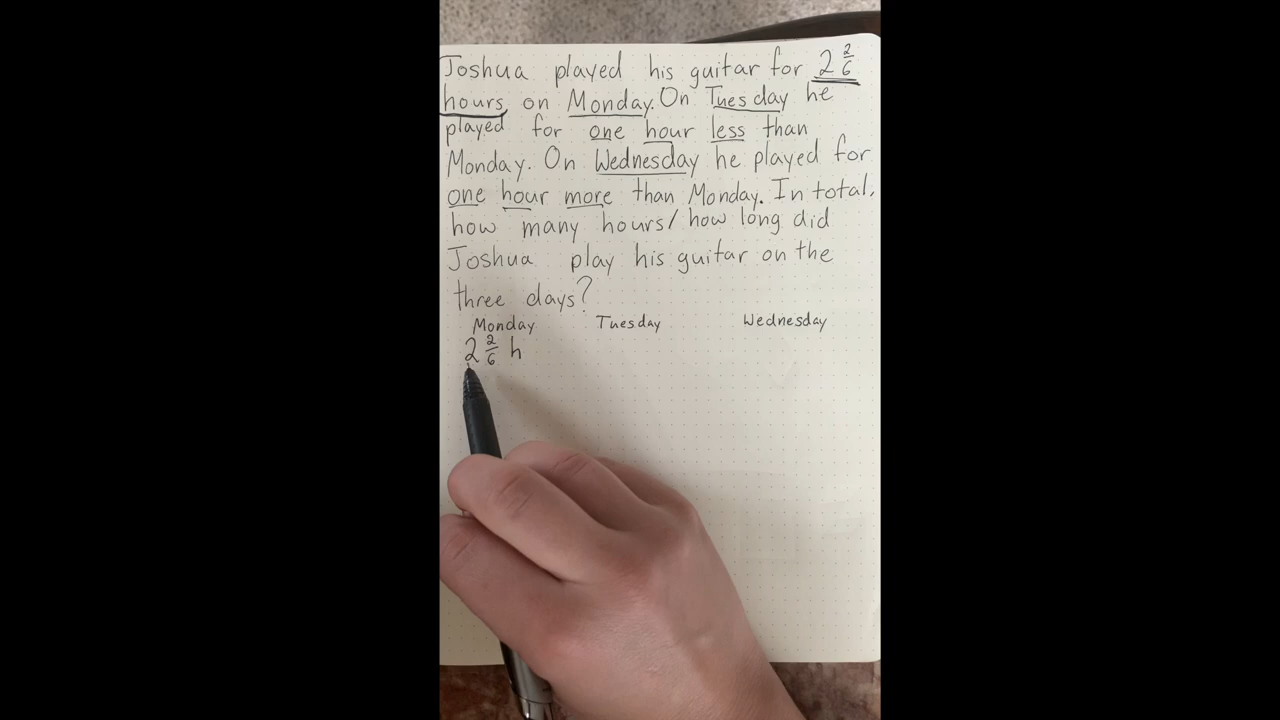 Joshua played his guitar for 2 2/6
hours on Monday. On Tuesday he
played for one hour less than
Monday. On Wednesday he played for
one hour more than Monday. In total,
how many hours/how long did
Joshua play his guitar on the
three days?
Monday Tuesday Wednesday
2 2/6 h